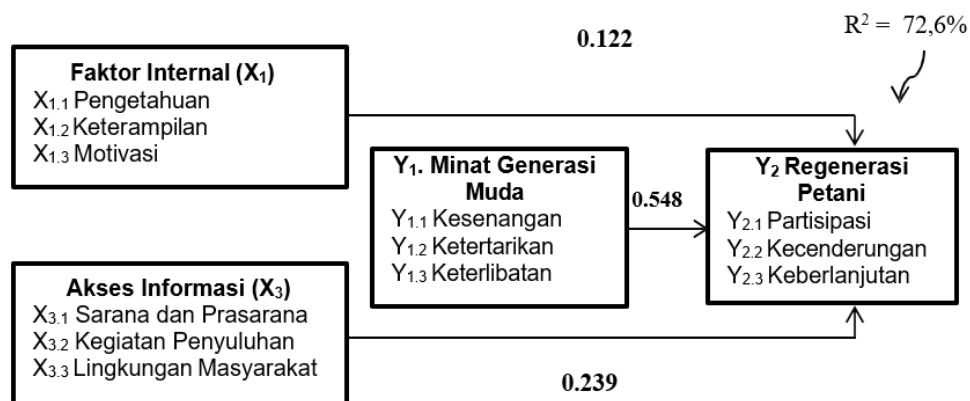 0.122
R² = 72,6%
Faktor Internal (X₁)
X₁.₁ Pengetahuan
X₁.₂ Keterampilan
X₁.₃ Motivasi
Y₁. Minat Generasi
Muda
Y₁.₁ Kesenangan
Y₁.₂ Ketertarikan
Y₁.₃ Keterlibatan
0.548
Y₂ Regenerasi
Petani
Y₂.₁ Partisipasi
Y₂.₂ Kecenderungan
Y₂.₃ Keberlanjutan
Akses Informasi (X₃)
X₃.₁ Sarana dan Prasarana
X₃.₂ Kegiatan Penyuluhan
X₃.₃ Lingkungan Masyarakat
0.239